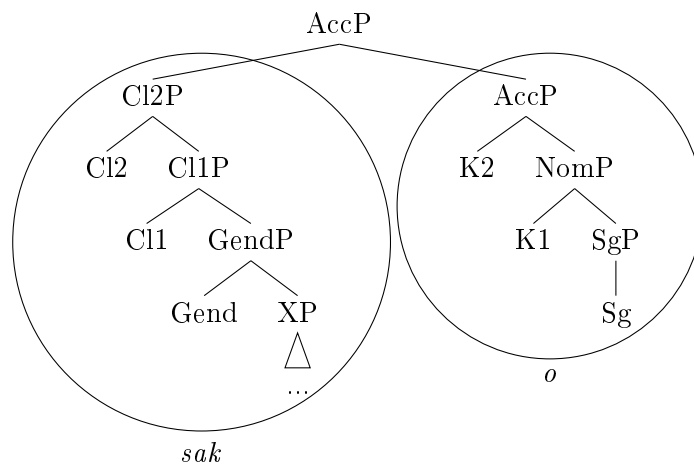 AccP
Cl2P AccP
Cl2 Cl1P K2 NomP
Cl1 GendP K1 SgP
Gend XP Sg
...
o
sak